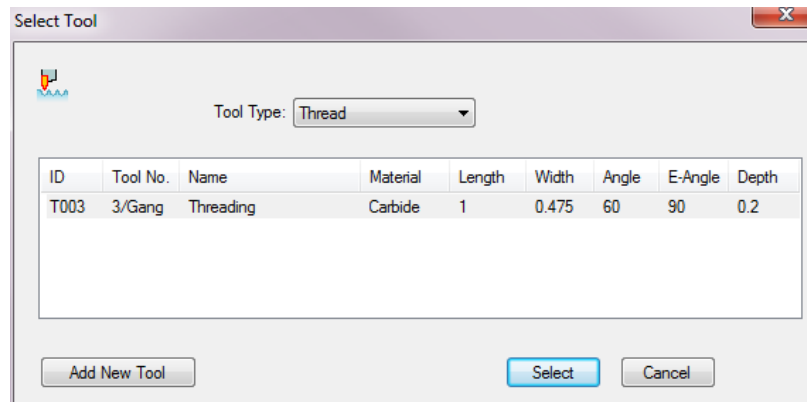 Select Tool
Tool Type: Thread
ID Tool No. Name Material Length Width Angle E-Angle Depth
T003 3/Gang Threading Carbide 1 0.475 60 90 0.2
Add New Tool Select Cancel